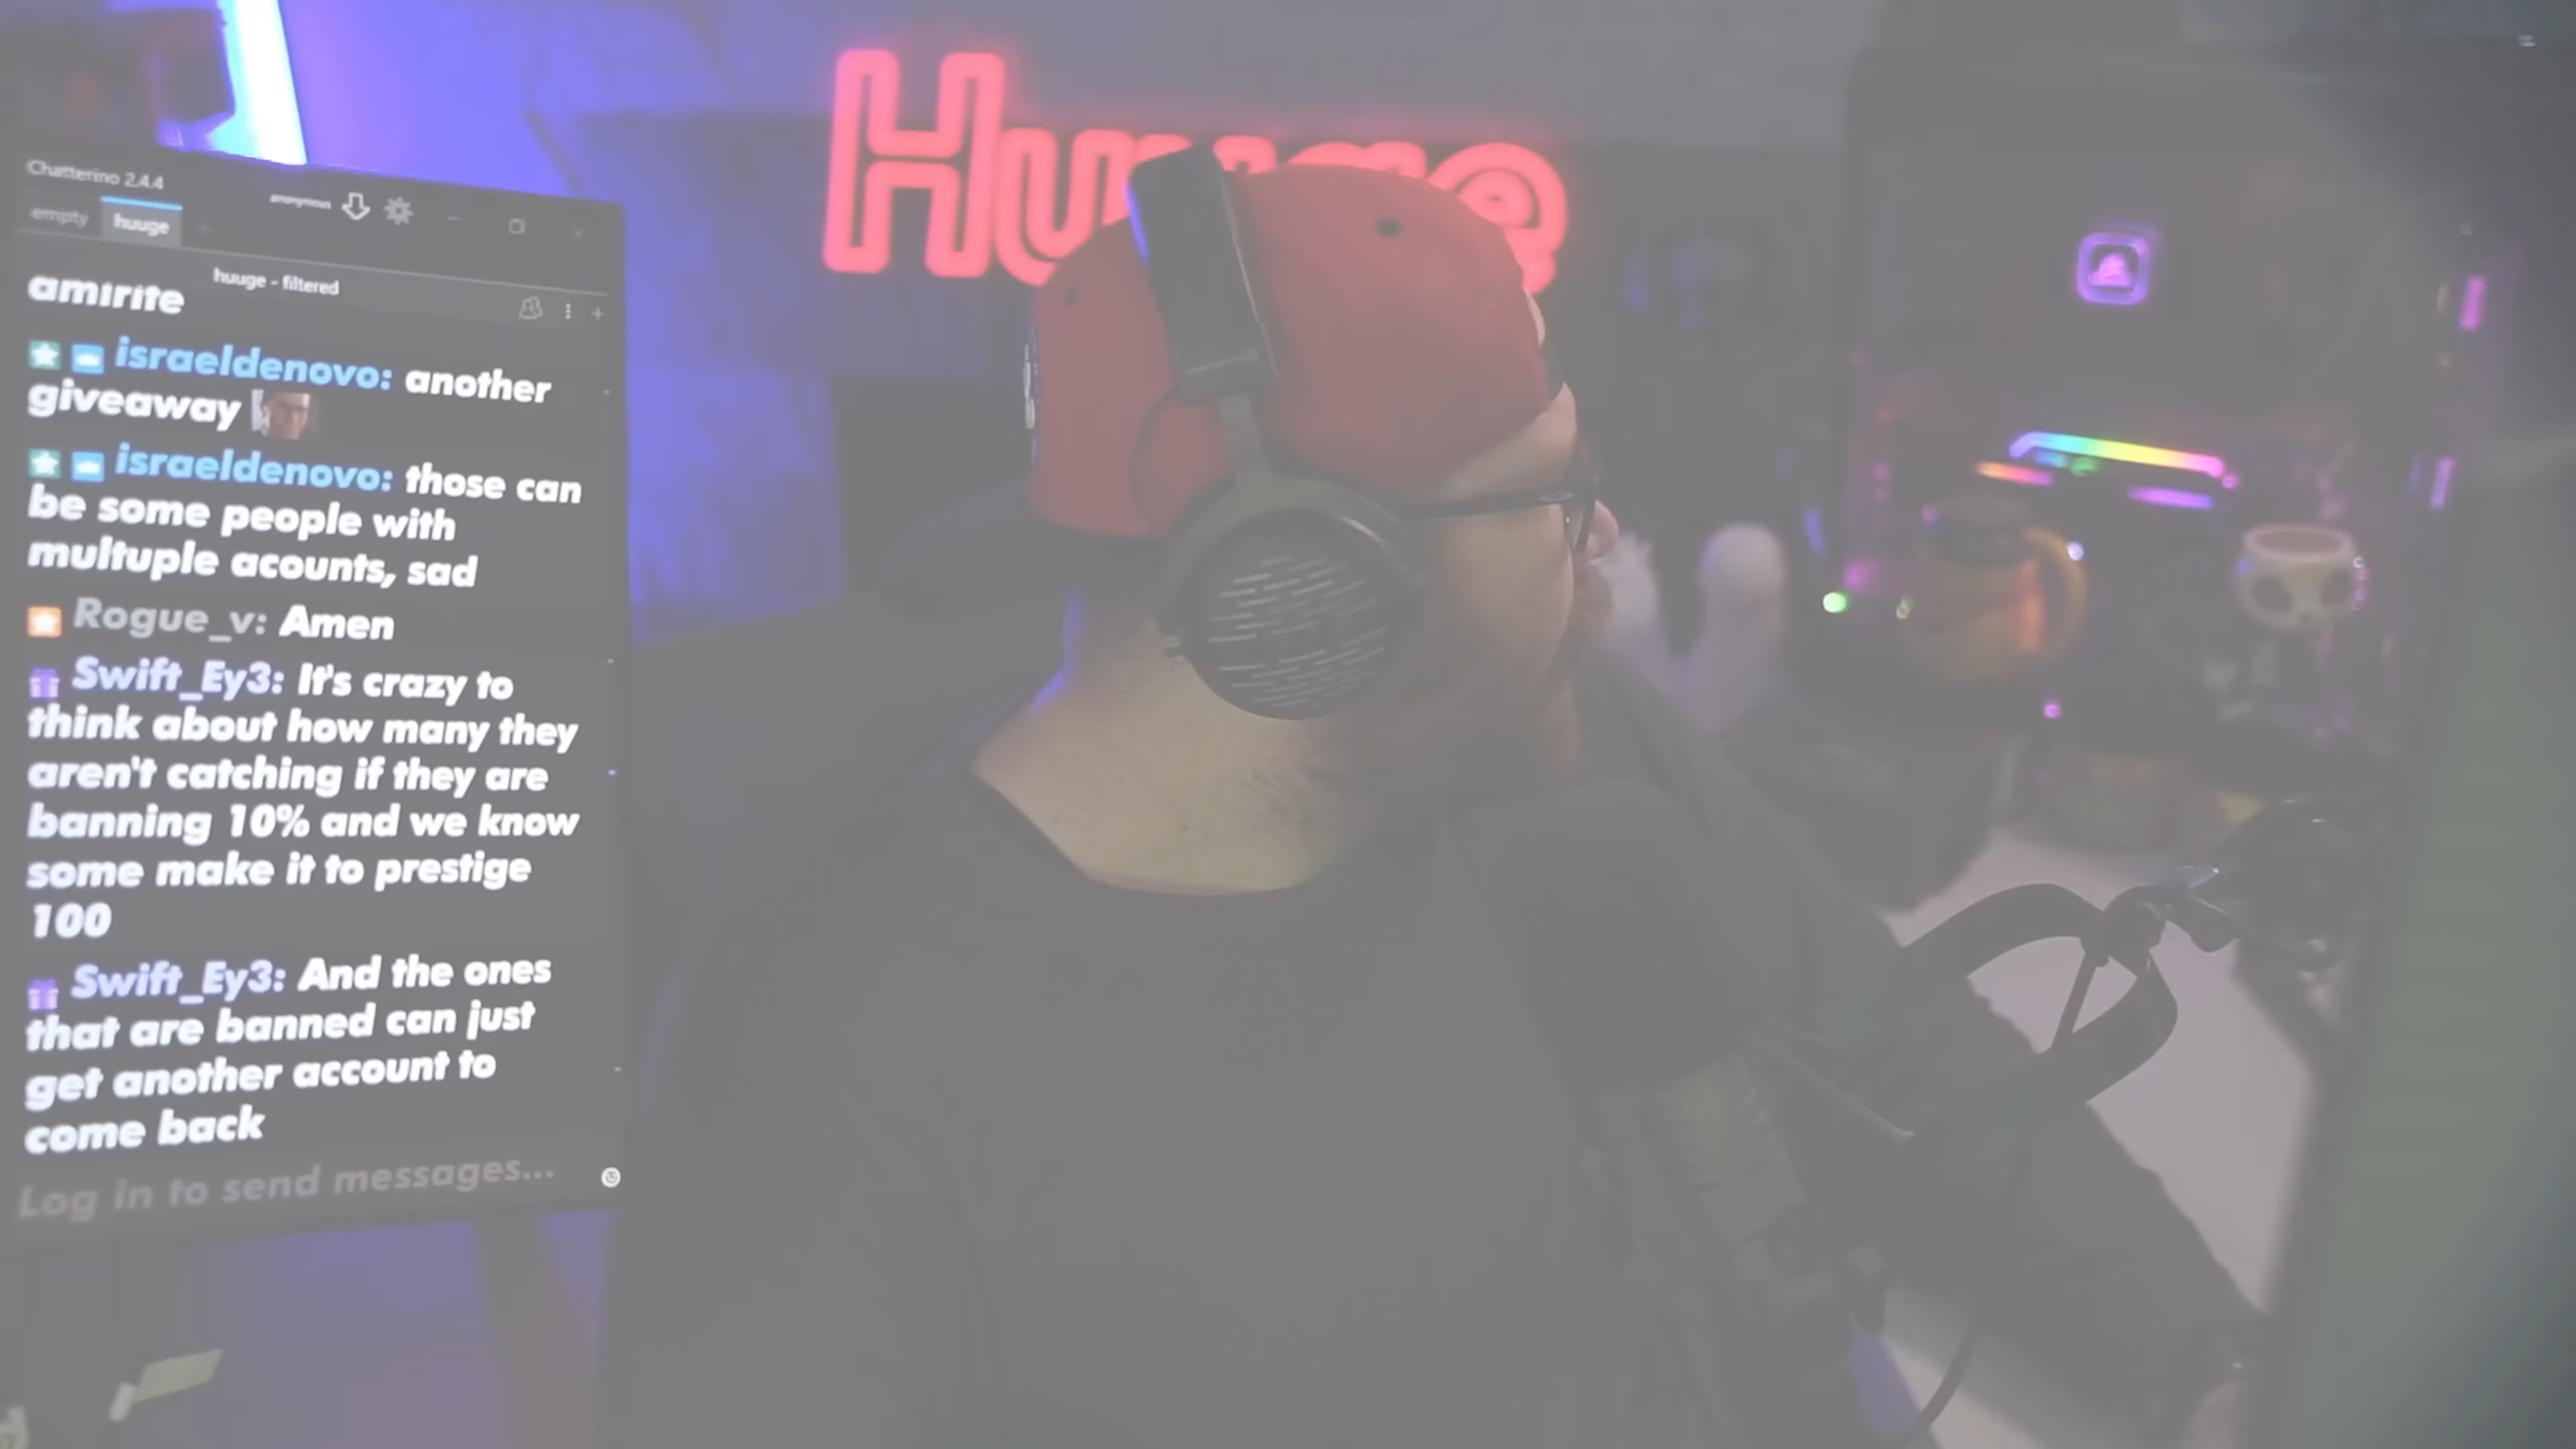 Huuge
Chatterino 2.4.4
anonymous
empty huuge
huuge - filtered
amirite
israeldenovo: another
giveaway
israeldenovo: those can
be some people with
multuple acounts, sad
Rogue_v: Amen
Swift_Ey3: It's crazy to
think about how many they
aren't catching if they are
banning 10% and we know
some make it to prestige
100
Swift_Ey3: And the ones
that are banned can just
get another account to
come back
Log in to send messages...